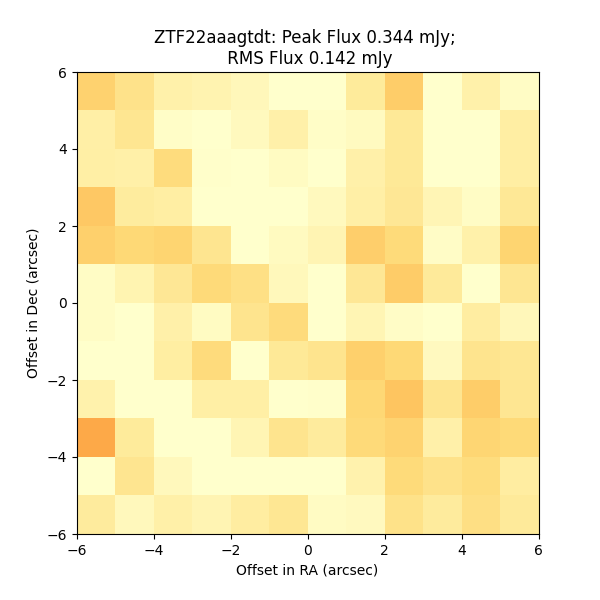 ZTF22aaagtdt: Peak Flux 0.344 mJy;
RMS Flux 0.142 mJy
6
4
2
0
−2
−4
−6
Offset in Dec (arcsec)
−6 −4 −2 0 2 4 6
Offset in RA (arcsec)